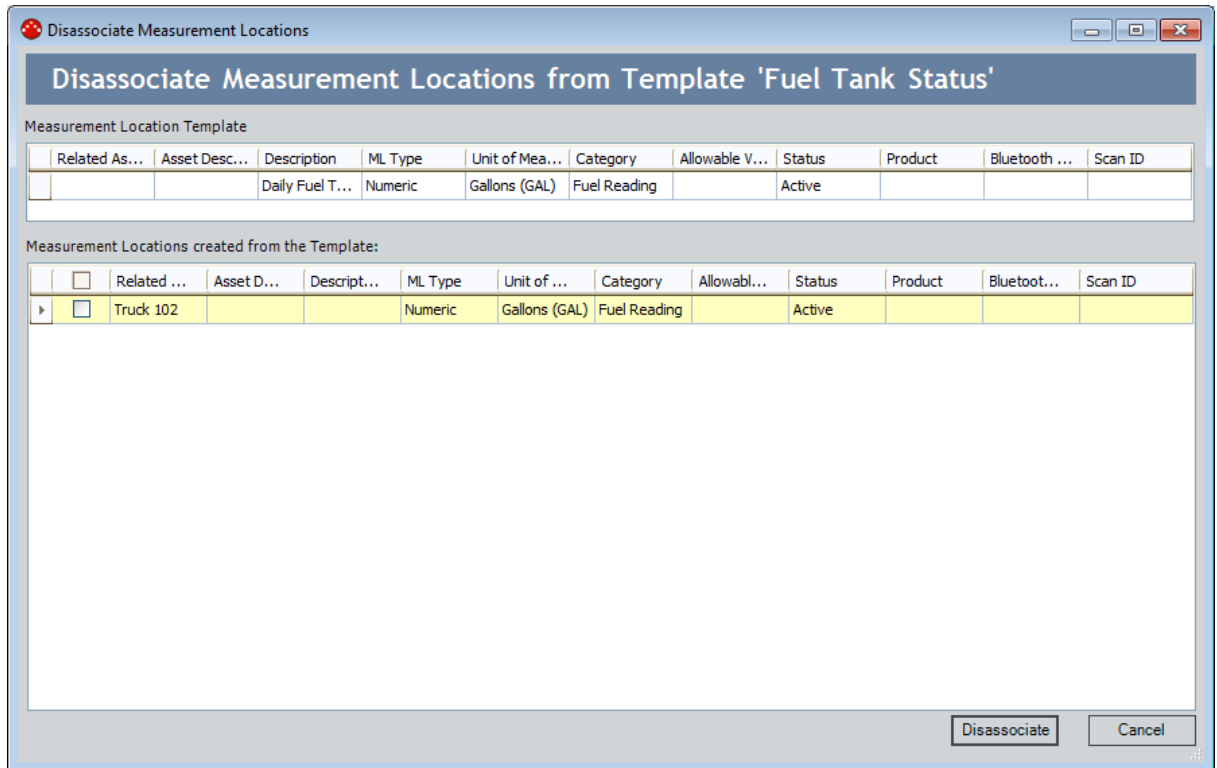 Disassociate Measurement Locations
Disassociate Measurement Locations from Template 'Fuel Tank Status'
Measurement Location Template
Related As... Asset Desc... Description ML Type Unit of Mea... Category Allowable V... Status Product Bluetooth ... Scan ID
Daily Fuel T... Numeric Gallons (GAL) Fuel Reading Active
Measurement Locations created from the Template:
Related ... Asset D... Descript... ML Type Unit of ... Category Allowabl... Status Product Bluetoot... Scan ID
Truck 102 Numeric Gallons (GAL) Fuel Reading Active
Disassociate Cancel